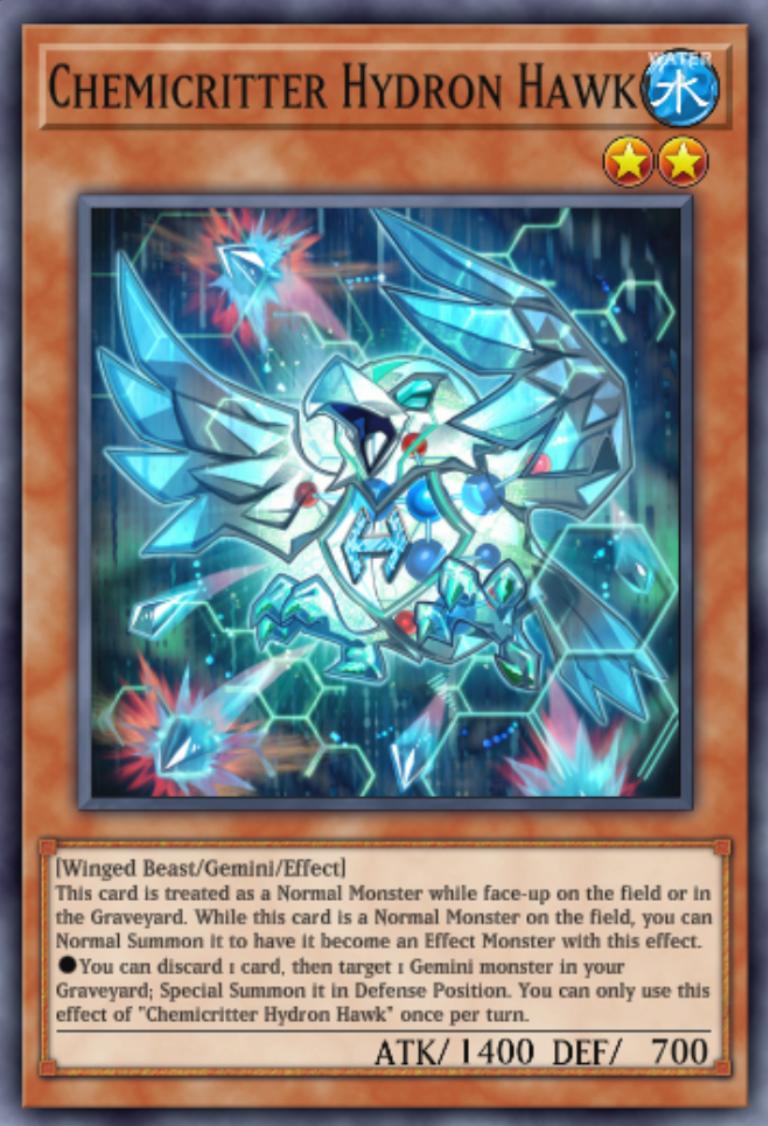 CHEMICRITTER HYDRON HAWK
WATER
水
H
[Winged Beast/Gemini/Effect]
This card is treated as a Normal Monster while face-up on the field or in
the Graveyard. While this card is a Normal Monster on the field, you can
Normal Summon it to have it become an Effect Monster with this effect.
●You can discard 1 card, then target 1 Gemini monster in your
Graveyard; Special Summon it in Defense Position. You can only use this
effect of "Chemicritter Hydron Hawk" once per turn.
ATK/ 1400 DEF/ 700